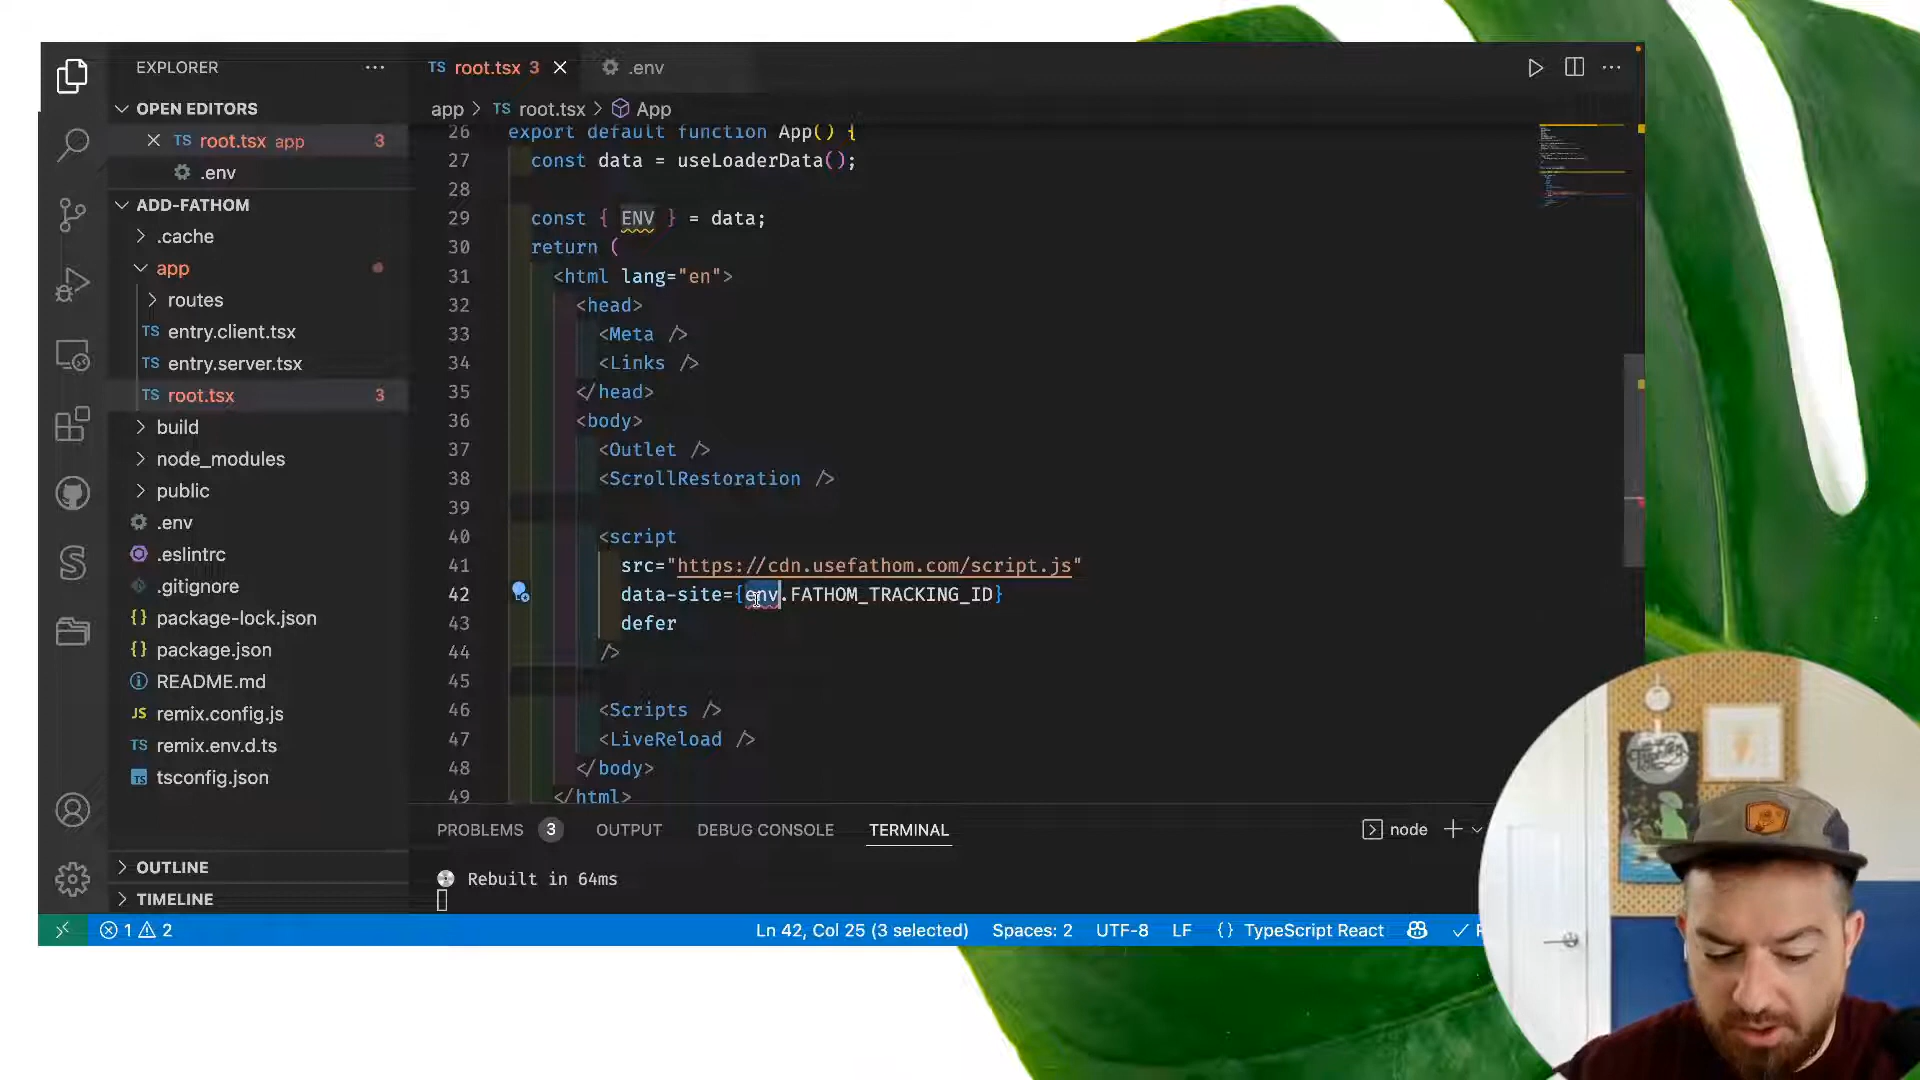 EXPLORER
OPEN EDITORS
TS root.tsx app 3
.env
ADD-FATHOM
.cache
app
routes
TS entry.client.tsx
TS entry.server.tsx
TS root.tsx 3
build
node_modules
public
.env
.eslintrc
.gitignore
{} package-lock.json
{} package.json
README.md
JS remix.config.js
TS remix.env.d.ts
TS tsconfig.json
OUTLINE
TIMELINE
TS root.tsx 3
.env
app > TS root.tsx > App
26 export default function App() {
27 const data = useLoaderData();
28
29 const { ENV } = data;
30 return (
31 <html lang="en">
32 <head>
33 <Meta />
34 <Links />
35 </head>
36 <body>
37 <Outlet />
38 <ScrollRestoration />
39
40 <script
41 src="https://cdn.usefathom.com/script.js"
42 data-site={env.FATHOM_TRACKING_ID}
43 defer
44 />
45
46 <Scripts />
47 <LiveReload />
48 </body>
49 </html>
PROBLEMS 3 OUTPUT DEBUG CONSOLE TERMINAL
node
Rebuilt in 64ms
1 2
Ln 42, Col 25 (3 selected) Spaces: 2 UTF-8 LF {} TypeScript React